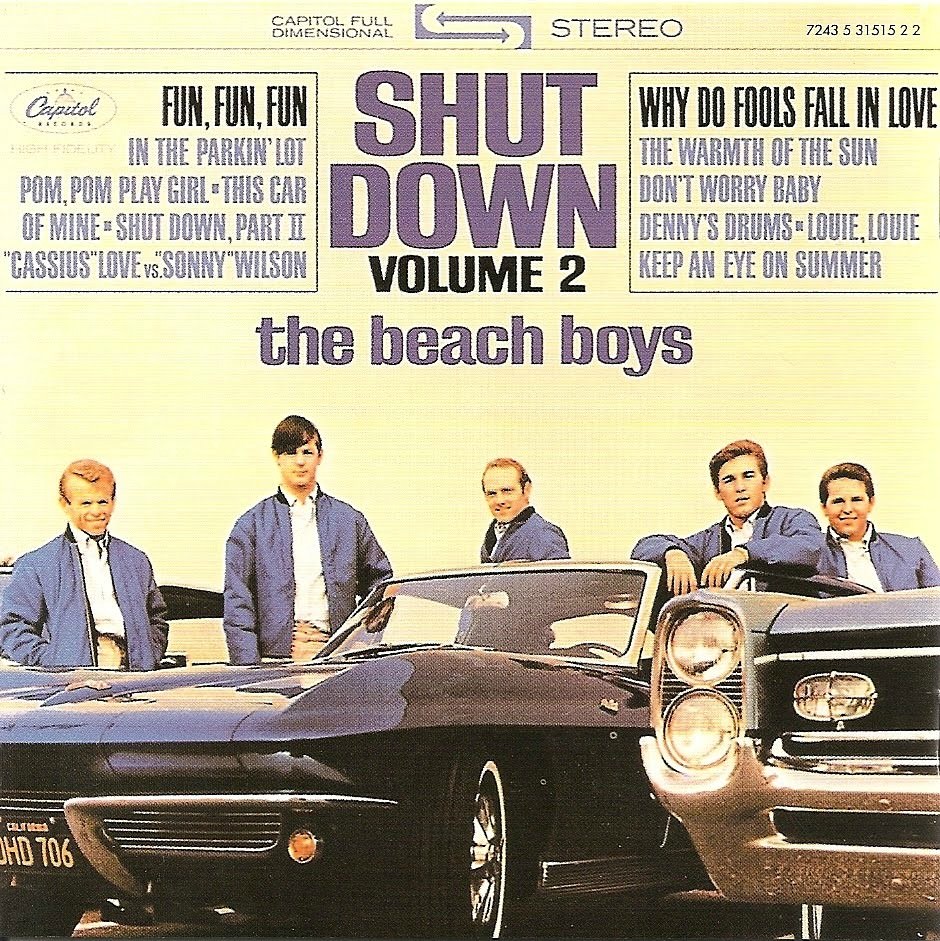 CAPITOL FULL
DIMENSIONAL
STEREO
7243 5 31515 2 2
Capitol
RECORDS
HIGH FIDELITY
FUN, FUN, FUN
IN THE PARKIN' LOT
POM, POM PLAY GIRL▪THIS CAR
OF MINE▪SHUT DOWN, PART II
"CASSIUS" LOVE vs. "SONNY" WILSON
SHUT
DOWN
VOLUME 2
WHY DO FOOLS FALL IN LOVE
THE WARMTH OF THE SUN
DON'T WORRY BABY
DENNY'S DRUMS▪LOUIE, LOUIE
KEEP AN EYE ON SUMMER
the beach boys
CALIFORNIA
OHD 706